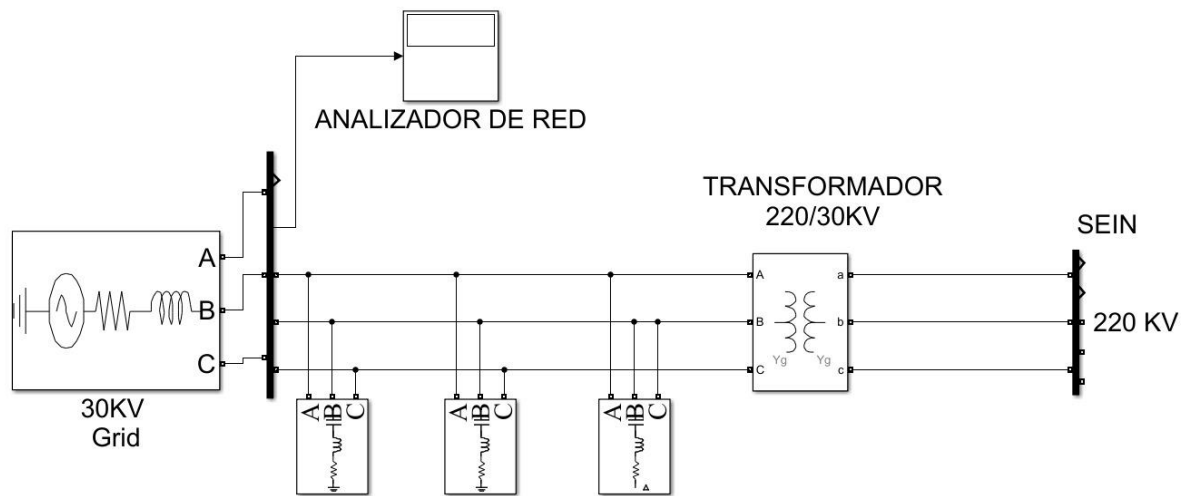 ANALIZADOR DE RED
TRANSFORMADOR
220/30KV
SEIN
A
B
C
A
B
C
a
b
c
Yg Yg
220 KV
30KV
Grid
A B C
A B C
A B C